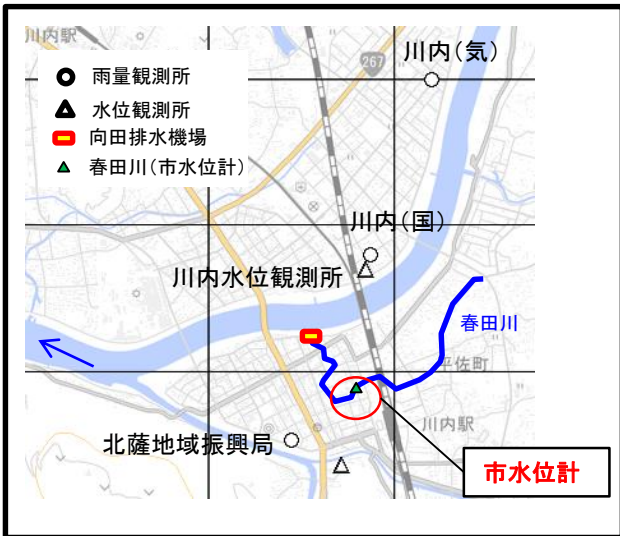 川内駅
雨量観測所
水位観測所
向田排水機場
春田川(市水位計)
267
川内(気)
川内(国)
川内水位観測所
春田川
平佐町
川内駅
北薩地域振興局
市水位計